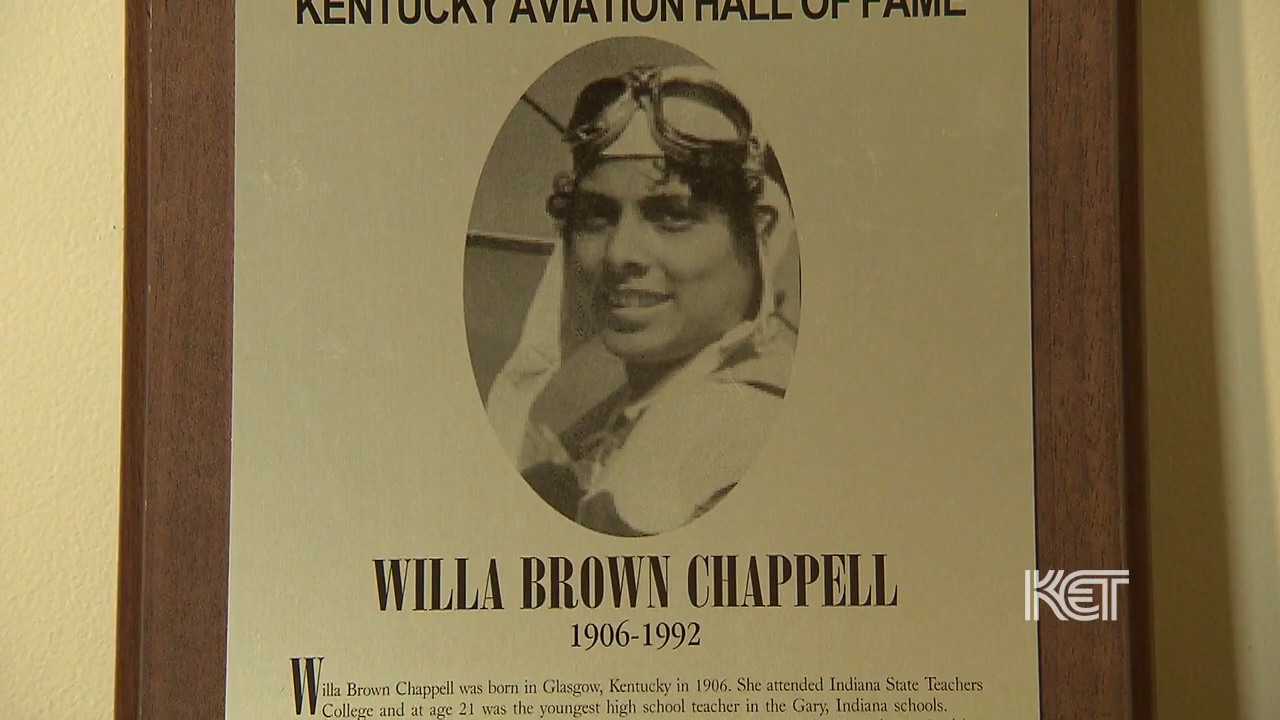 KENTUCKY AVIATION HALL OF FAME
WILLA BROWN CHAPPELL
1906-1992
Willa Brown Chappell was born in Glasgow, Kentucky in 1906. She attended Indiana State Teachers
College and at age 21 was the youngest high school teacher in the Gary, Indiana schools.
KET